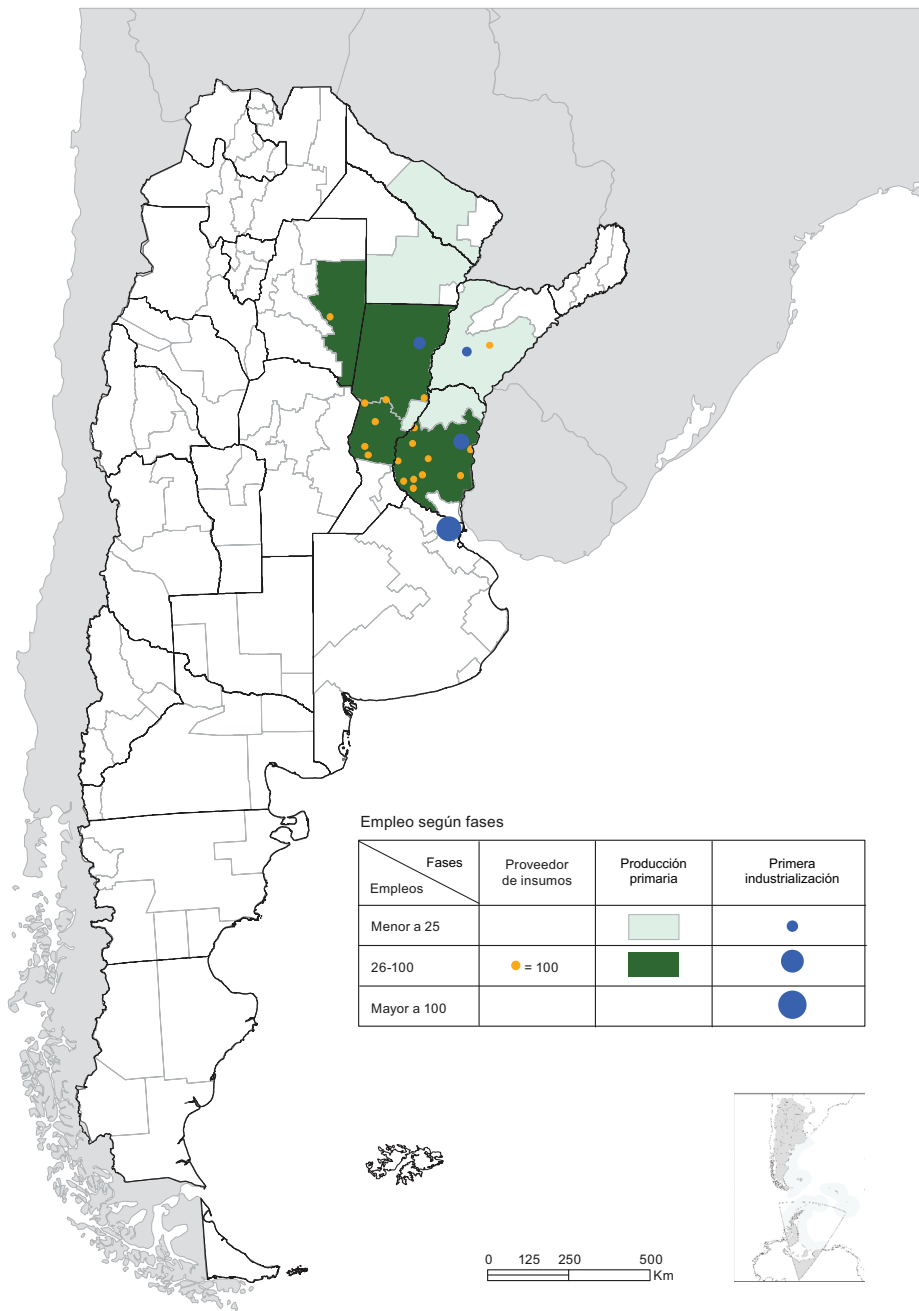 Empleo según fases
Fases
Empleos
Proveedor
de insumos
Producción
primaria
Primera
industrialización
Menor a 25
26-100
= 100
Mayor a 100
0 125 250 500
Km